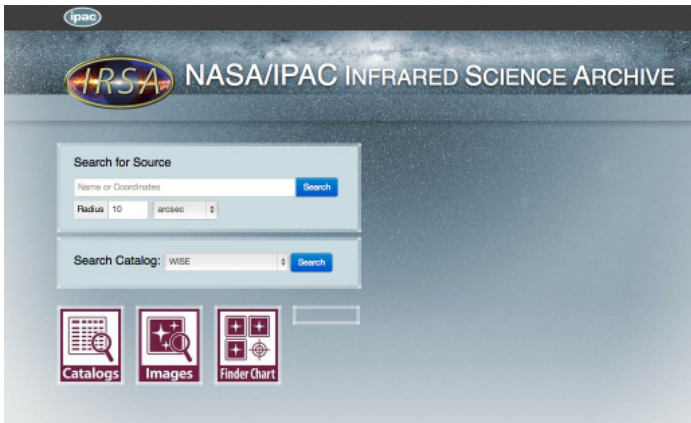 ipac
IRSA NASA/IPAC INFRARED SCIENCE ARCHIVE
Search for Source
Name or Coordinates Search
Radius 10 arcsec
Search Catalog: WISE Search
Catalogs Images Finder Chart